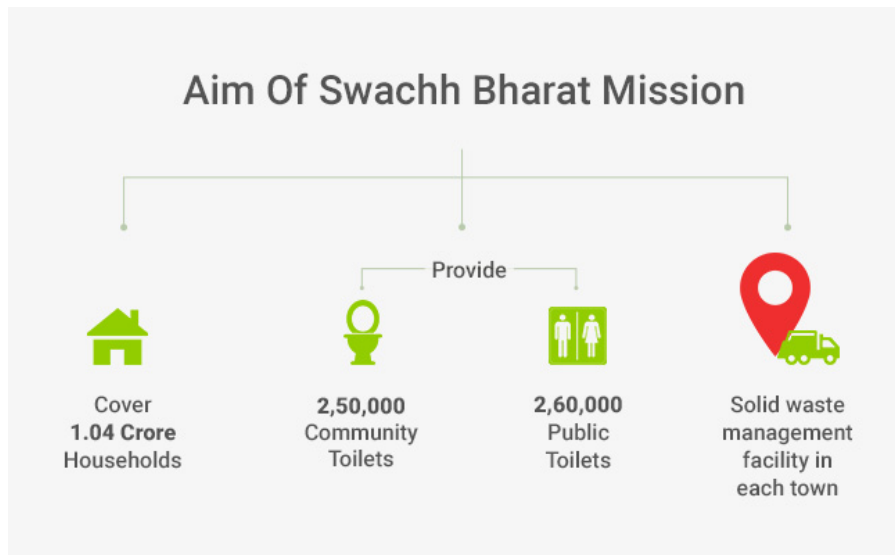 Aim Of Swachh Bharat Mission
Provide
Cover
1.04 Crore
Households
2,50,000
Community
Toilets
2,60,000
Public
Toilets
Solid waste
management
facility in
each town